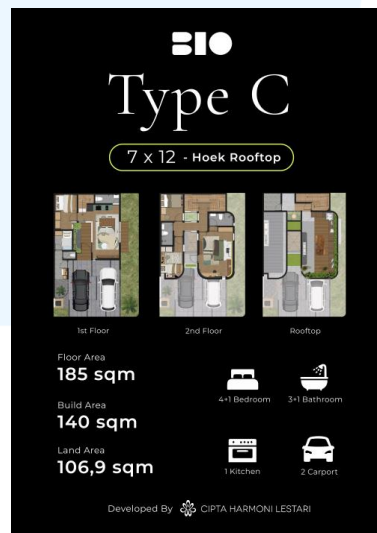 BIO
Type C
7 x 12 - Hoek Rooftop
1st Floor
2nd Floor
Rooftop
Floor Area
185 sqm
Build Area
140 sqm
Land Area
106,9 sqm
4+1 Bedroom
3+1 Bathroom
1 Kitchen
2 Carport
Developed By CIPTA HARMONI LESTARI